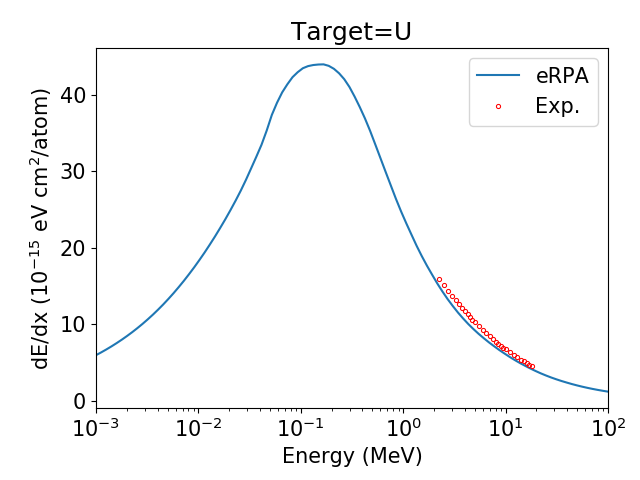 Target=U
eRPA
Exp.
dE/dx (10⁻¹⁵ eV cm²/atom)
40
30
20
10
0
10⁻³ 10⁻² 10⁻¹ 10⁰ 10¹ 10²
Energy (MeV)